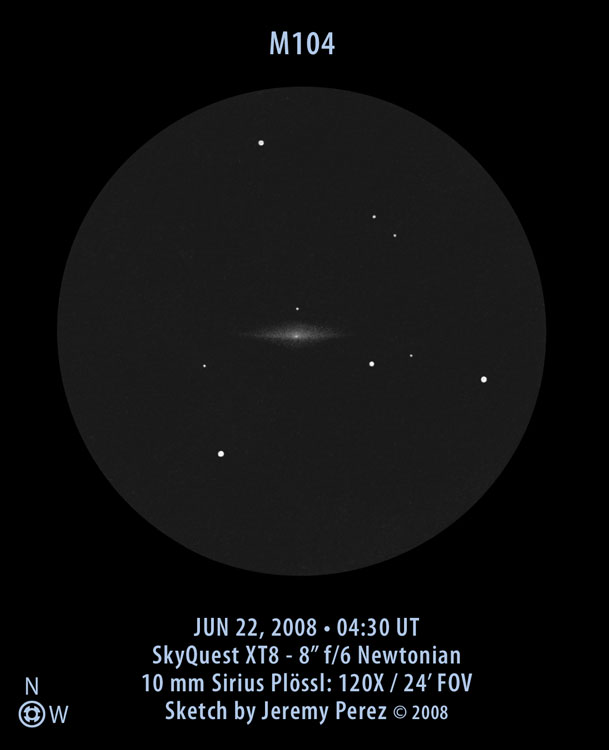 M104
JUN 22, 2008 • 04:30 UT
SkyQuest XT8 - 8” f/6 Newtonian
10 mm Sirius Plössl: 120X / 24’ FOV
Sketch by Jeremy Perez © 2008
N
W